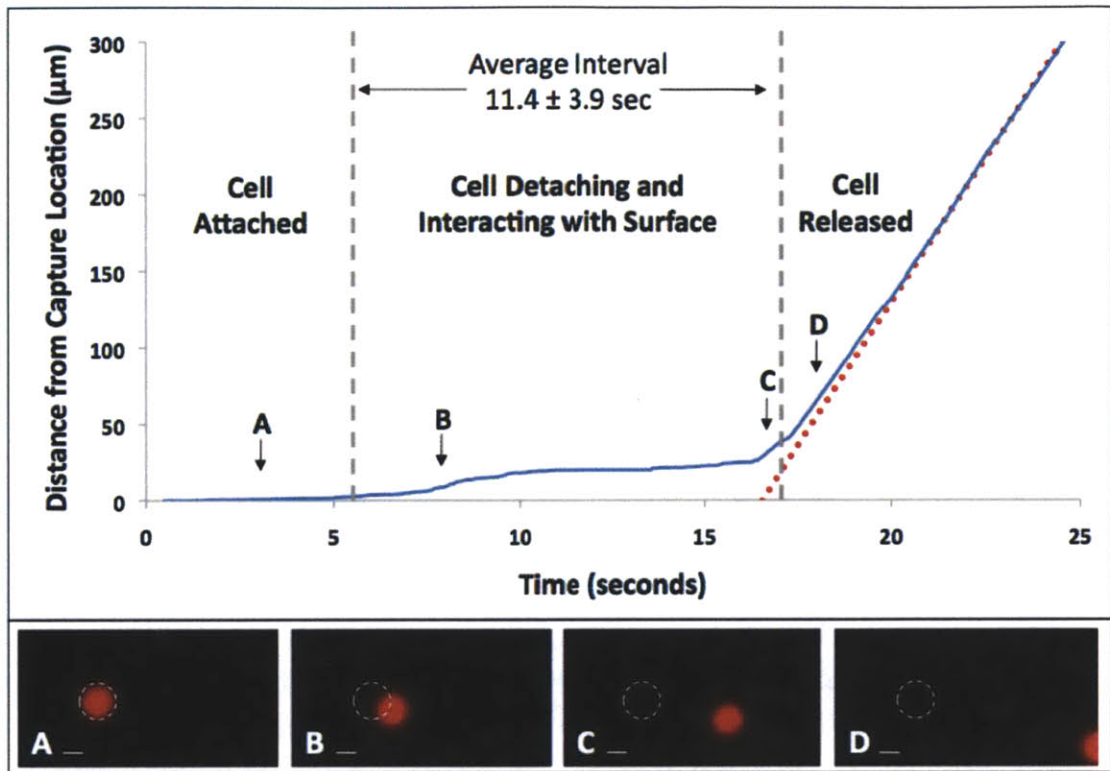 300
250
200
150
100
50
0
Distance from Capture Location (µm)
Average Interval
11.4 ± 3.9 sec
Cell
Attached
Cell Detaching and
Interacting with Surface
Cell
Released
A
B
C
D
0
5
10
15
20
25
Time (seconds)
A
B
C
D